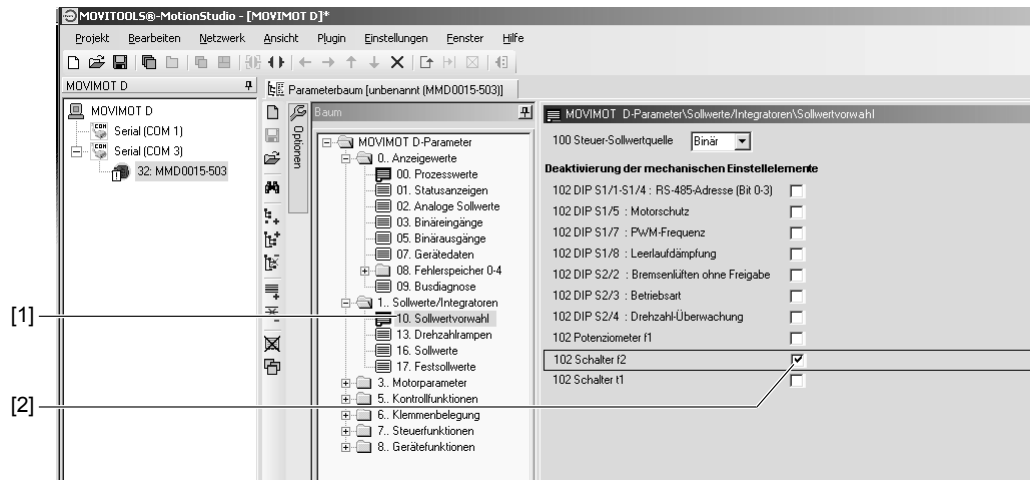 MOVITOOLS®-MotionStudio - [MOVIMOT D]*
Projekt Bearbeiten Netzwerk Ansicht Plugin Einstellungen Fenster Hilfe
MOVIMOT D
Parameterbaum [unbenannt (MMD0015-503)]
MOVIMOT D
Serial (COM 1)
Serial (COM 3)
32: MMD0015-503
Optionen
Baum
MOVIMOT D-Parameter
0.. Anzeigewerte
00. Prozesswerte
01. Statusanzeigen
02. Analoge Sollwerte
03. Binäreingänge
05. Binärausgänge
07. Gerätedaten
08. Fehlerspeicher 0-4
09. Busdiagnose
1.. Sollwerte/Integratoren
10. Sollwertvorwahl
13. Drehzahlrampen
16. Sollwerte
17. Festsollwerte
3.. Motorparameter
5.. Kontrollfunktionen
6.. Klemmenbelegung
7.. Steuerfunktionen
8.. Gerätefunktionen
MOVIMOT D-Parameter\Sollwerte/Integratoren\Sollwertvorwahl
100 Steuer-Sollwertquelle Binär
Deaktivierung der mechanischen Einstellelemente
102 DIP S1/1-S1/4 : RS-485-Adresse (Bit 0-3)
102 DIP S1/5 : Motorschutz
102 DIP S1/7 : PWM-Frequenz
102 DIP S1/8 : Leerlaufdämpfung
102 DIP S2/2 : Bremsenlüften ohne Freigabe
102 DIP S2/3 : Betriebsart
102 DIP S2/4 : Drehzahl-Überwachung
102 Potenziometer f1
102 Schalter f2
102 Schalter t1
[1]
[2]